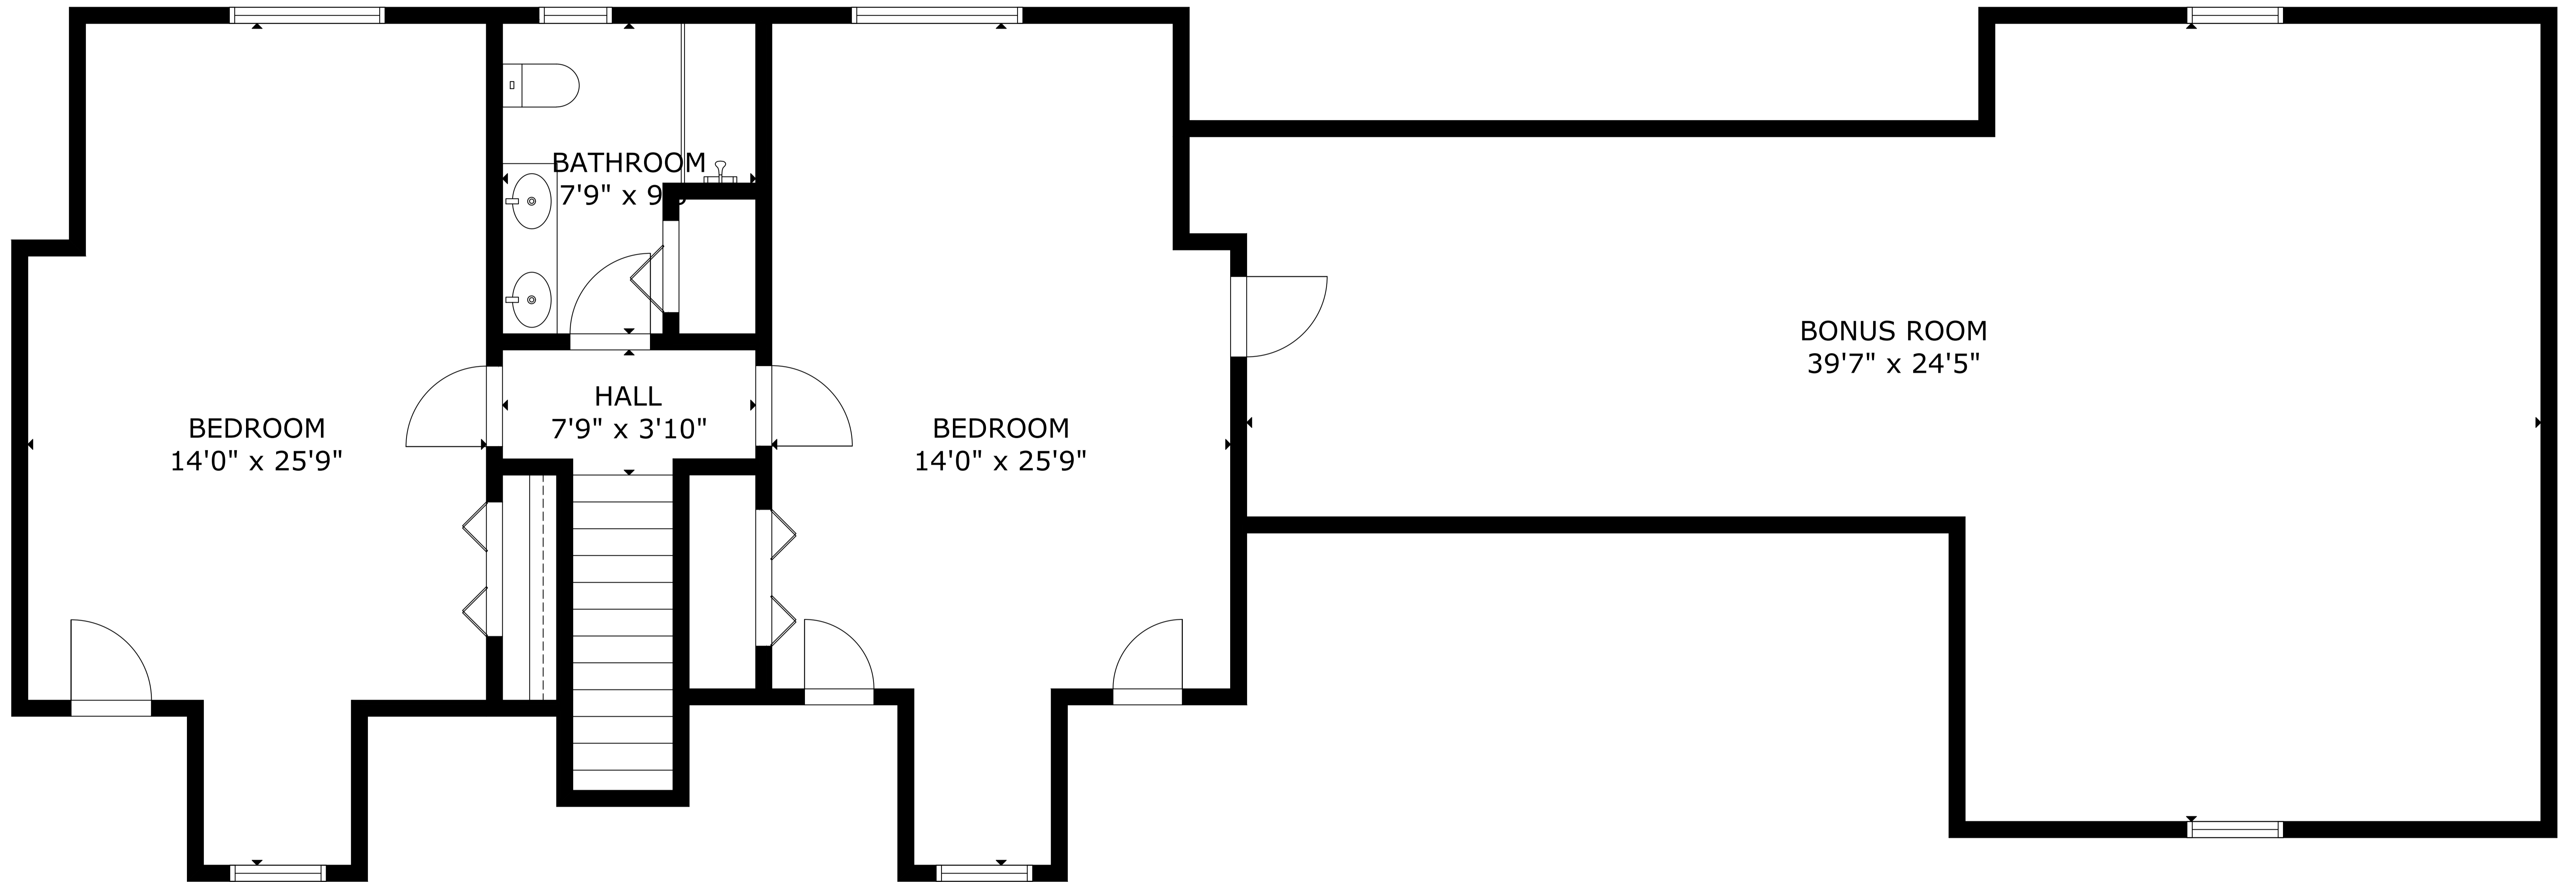 BATHROOM
7'9" x 9'
BONUS ROOM
39'7" x 24'5"
HALL
7'9" x 3'10"
BEDROOM
14'0" x 25'9"
BEDROOM
14'0" x 25'9"